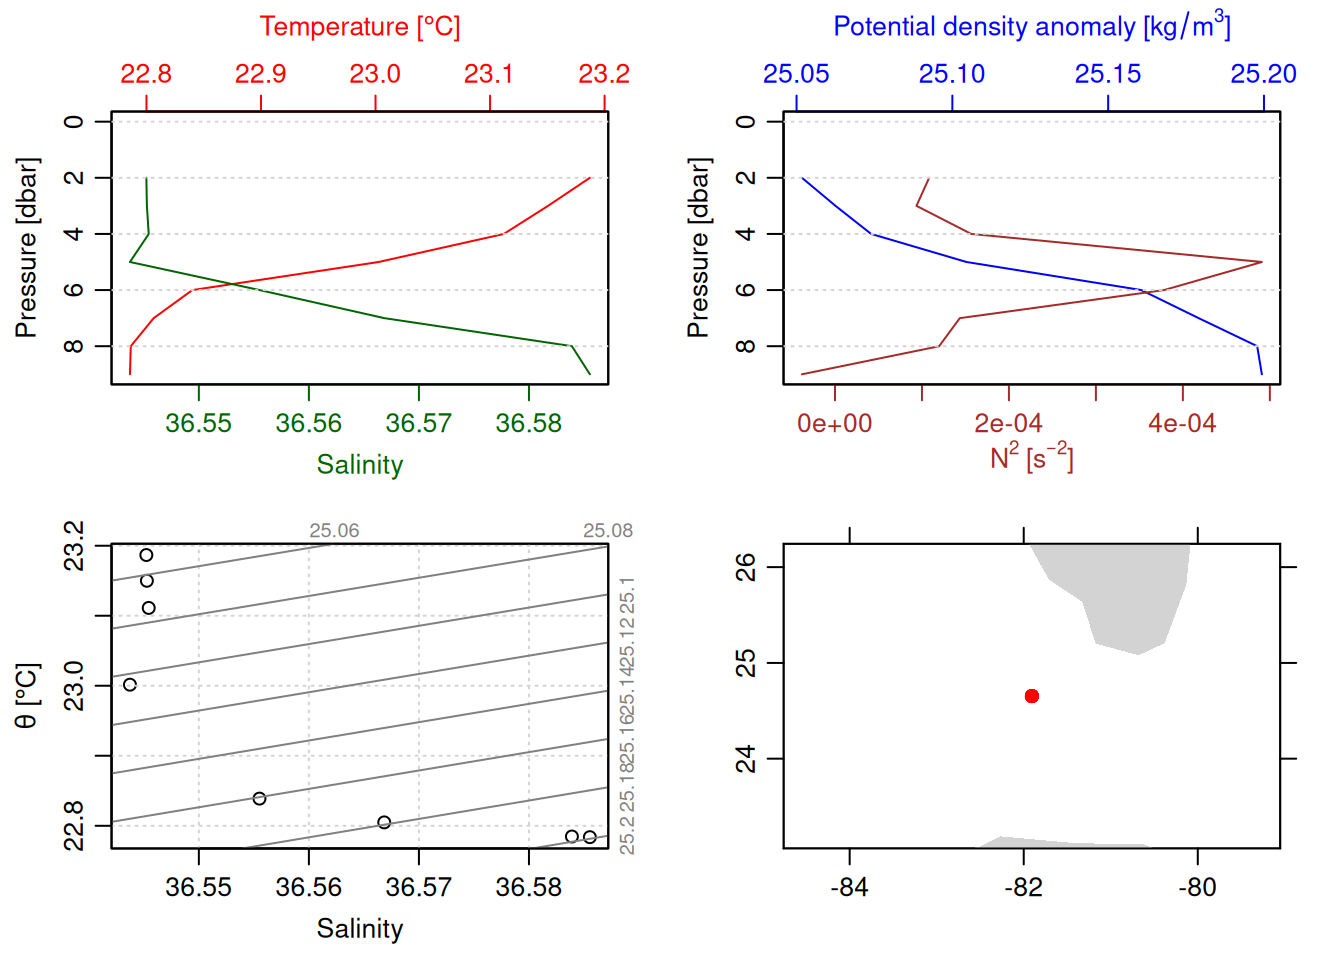 Temperature [°C]
22.8 22.9 23.0 23.1 23.2
0
2
4
6
8
Pressure [dbar]
36.55 36.56 36.57 36.58
Salinity
Potential density anomaly [kg/m³]
25.05 25.10 25.15 25.20
0
2
4
6
8
Pressure [dbar]
0e+00 2e-04 4e-04
N² [s⁻²]
25.06 25.08
23.2
23.0
22.8
θ [°C]
25.1
25.12
25.14
25.16
25.18
25.2
36.55 36.56 36.57 36.58
Salinity
26
25
24
-84 -82 -80